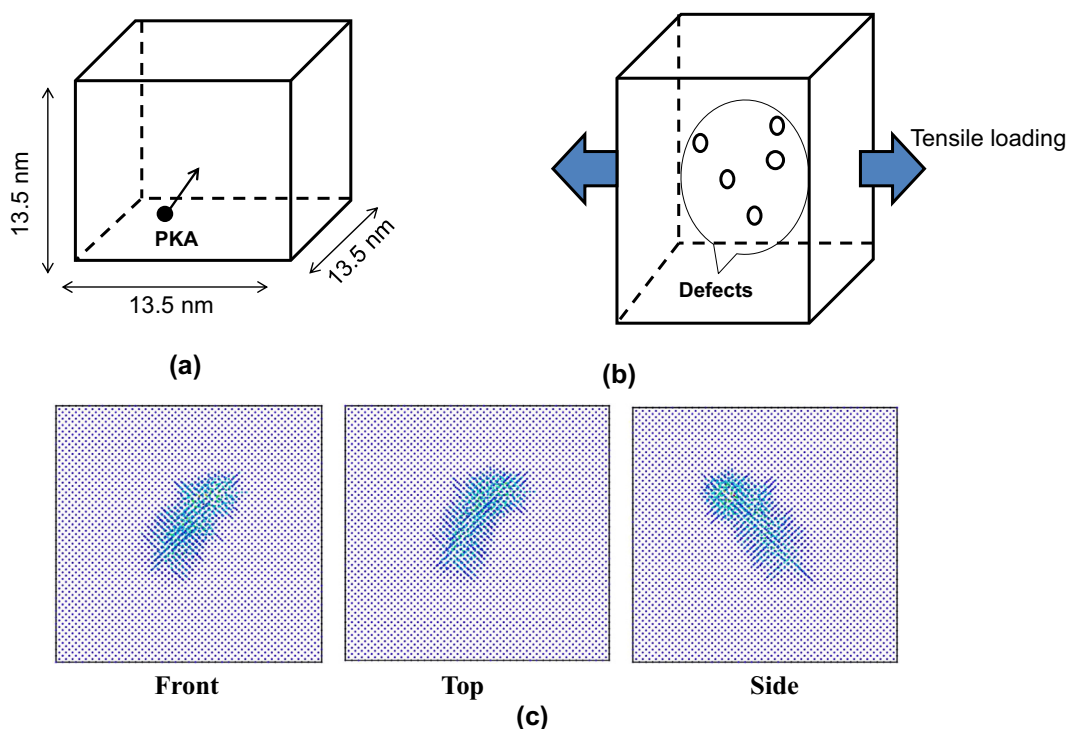 13.5 nm
PKA
13.5 nm
13.5 nm
(a)
Tensile loading
Defects
(b)
Front
Top
Side
(c)